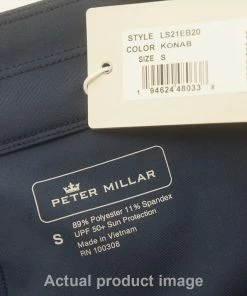 STYLE LS21EB20
COLOR KONAB
SIZE S
1 94624 48033 8
PETER MILLAR
S
89% Polyester 11% Spandex
UPF 50+ Sun Protection
Made in Vietnam
RN 100308
Actual product image